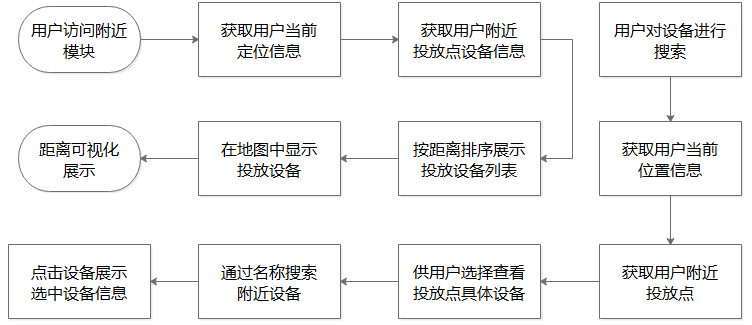 用户访问附近
模块
获取用户当前
定位信息
获取用户附近
投放点设备信息
用户对设备进行
搜索
距离可视化
展示
在地图中显示
投放设备
按距离排序展示
投放设备列表
获取用户当前
位置信息
点击设备展示
选中设备信息
通过名称搜索
附近设备
供用户选择查看
投放点具体设备
获取用户附近
投放点